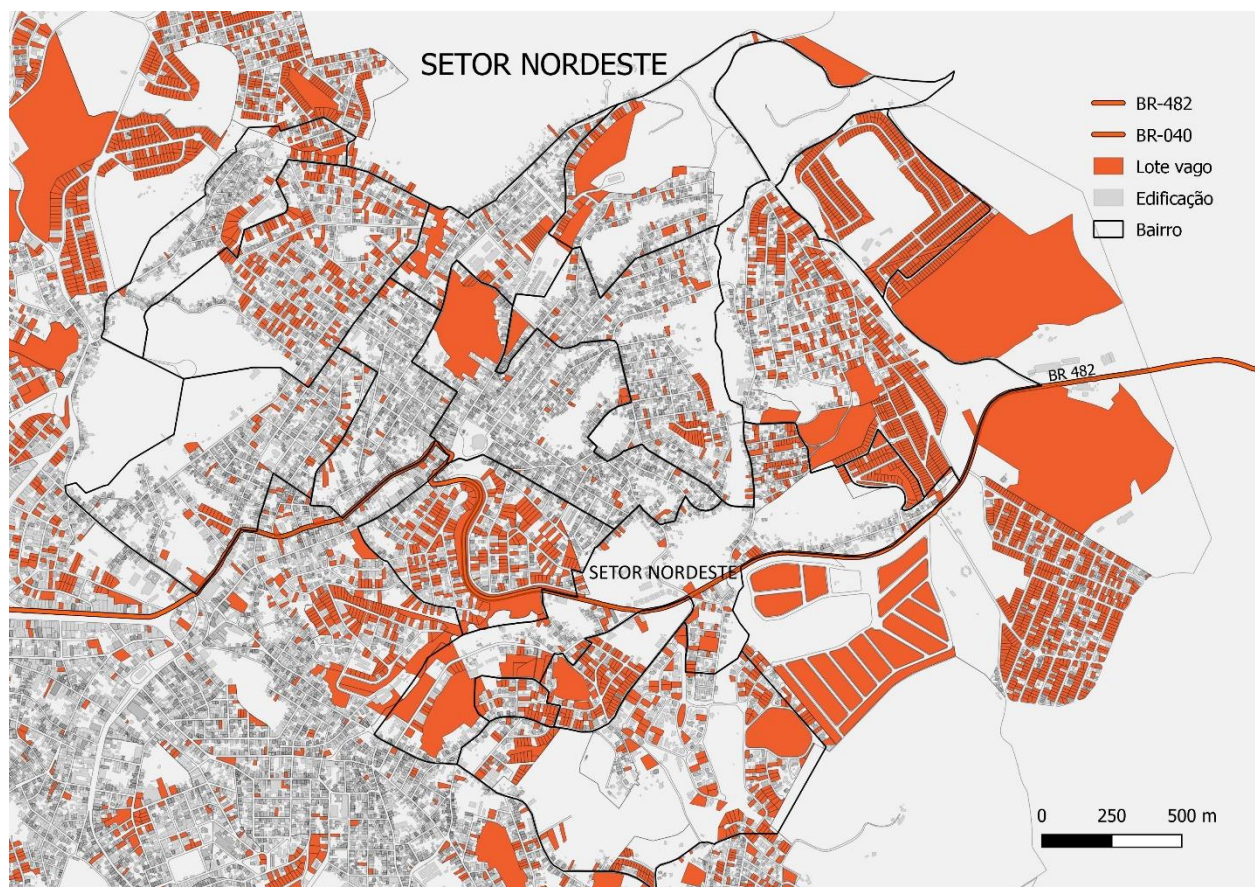 SETOR NORDESTE
BR-482
BR-040
Lote vago
Edificação
Bairro
BR 482
SETOR NORDESTE
0 250 500 m